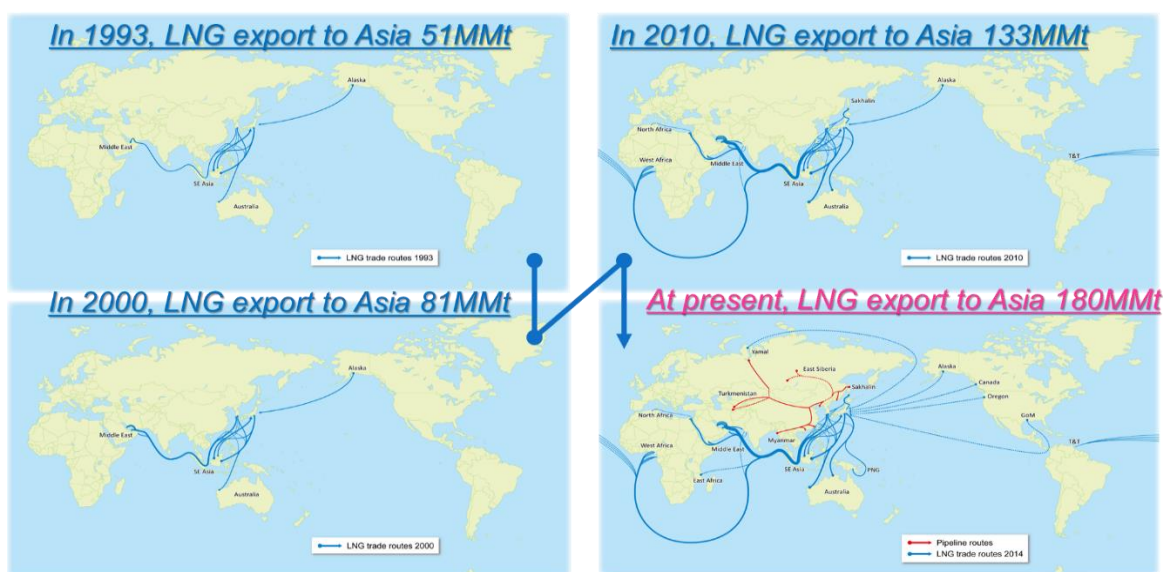 In 1993, LNG export to Asia 51MMt
Alaska
Middle East
SE Asia
Australia
LNG trade routes 1993
In 2010, LNG export to Asia 133MMt
Alaska
Sakhalin
North Africa
West Africa
Middle East
T&T
SE Asia
Australia
LNG trade routes 2010
In 2000, LNG export to Asia 81MMt
Alaska
Middle East
SE Asia
Australia
LNG trade routes 2000
At present, LNG export to Asia 180MMt
Yamal
East Siberia
Alaska
Sakhalin
Canada
Turkmenistan
Oregon
North Africa
GoM
West Africa
Myanmar
T&T
Middle East
SE Asia
PNG
East Africa
Australia
Pipeline routes
LNG trade routes 2014